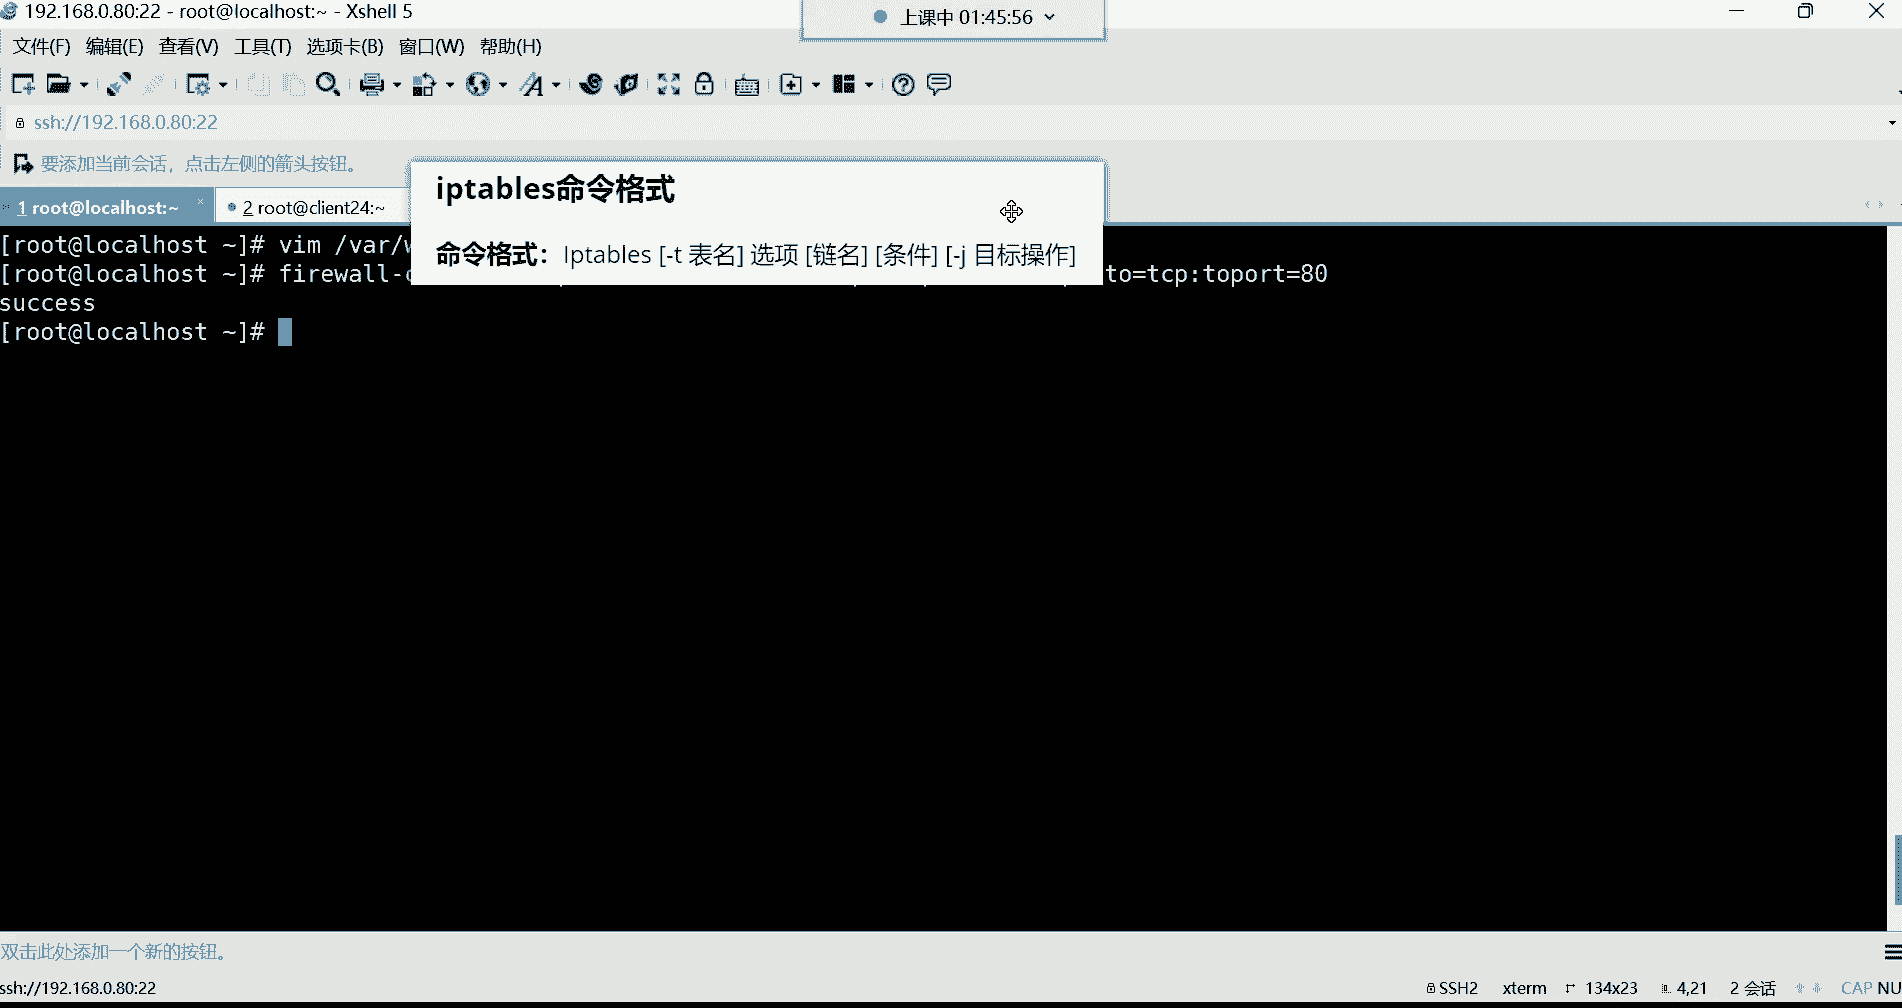 192.168.0.80:22 - root@localhost:~ - Xshell 5
上课中 01:45:56
文件(F) 编辑(E) 查看(V) 工具(T) 选项卡(B) 窗口(W) 帮助(H)
ssh://192.168.0.80:22
要添加当前会话，点击左侧的箭头按钮。
1 root@localhost:~
2 root@client24:~
iptables命令格式
命令格式：Iptables [-t 表名] 选项 [链名] [条件] [-j 目标操作]
[root@localhost ~]# vim /var/
[root@localhost ~]# firewall- to=tcp:toport=80
success
[root@localhost ~]#
双击此处添加一个新的按钮。
ssh://192.168.0.80:22
SSH2 xterm 134x23 4,21 2 会话 CAP NU